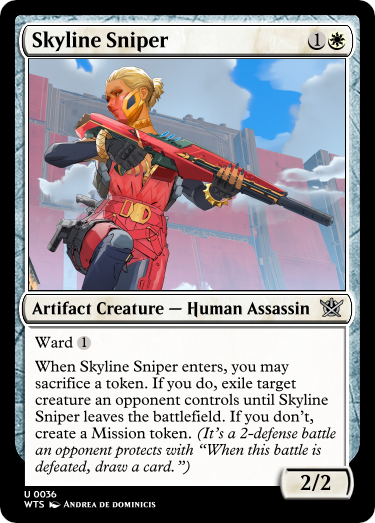 Skyline Sniper 1
Artifact Creature — Human Assassin
Ward 1
When Skyline Sniper enters, you may
sacrifice a token. If you do, exile target
creature an opponent controls until Skyline
Sniper leaves the battlefield. If you don't,
create a Mission token. (It's a 2-defense battle
an opponent protects with “When this battle is
defeated, draw a card.”)
2/2
U 0036
WTS ANDREA DE DOMINICIS